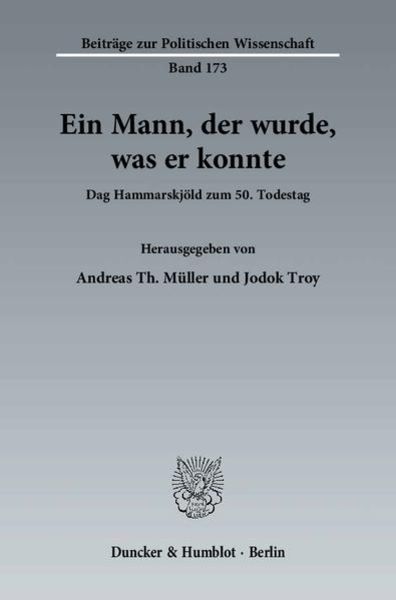 Beiträge zur Politischen Wissenschaft
Band 173
Ein Mann, der wurde,
was er konnte
Dag Hammarskjöld zum 50. Todestag
Herausgegeben von
Andreas Th. Müller und Jodok Troy
Duncker & Humblot · Berlin